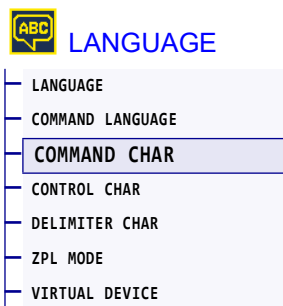 ABC
LANGUAGE
LANGUAGE
COMMAND LANGUAGE
COMMAND CHAR
CONTROL CHAR
DELIMITER CHAR
ZPL MODE
VIRTUAL DEVICE